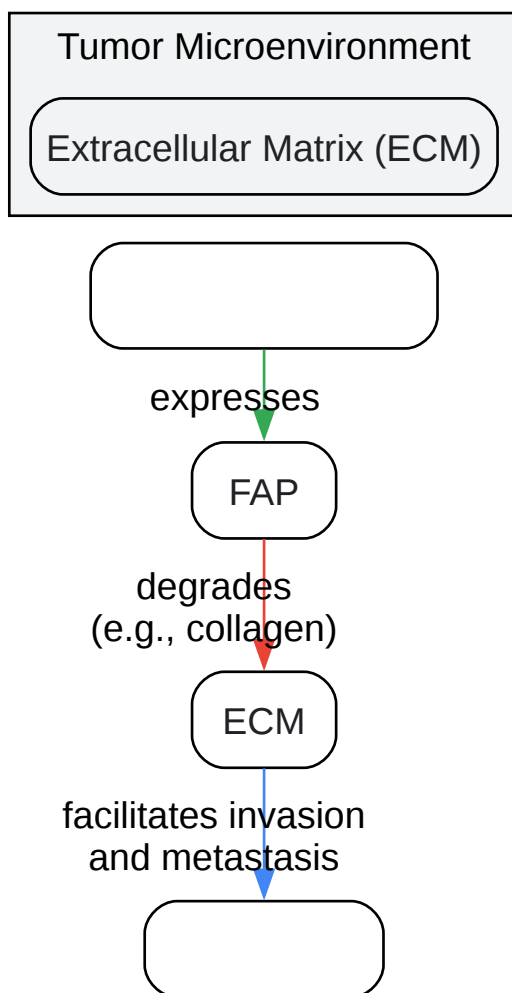 Tumor Microenvironment
Extracellular Matrix (ECM)
expresses
FAP
degrades
(e.g., collagen)
ECM
facilitates invasion
and metastasis